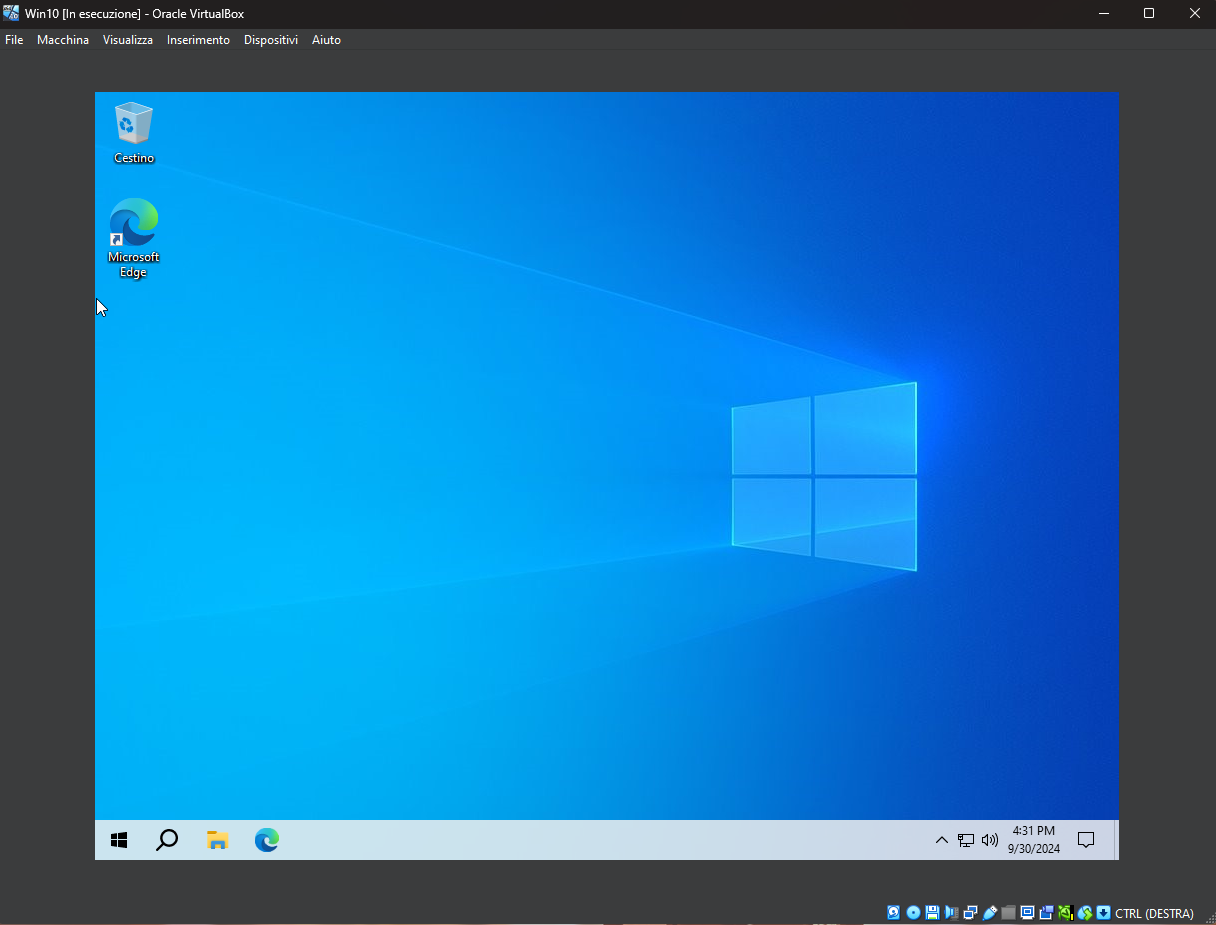 Win10 [In esecuzione] - Oracle VirtualBox
File Macchina Visualizza Inserimento Dispositivi Aiuto
Cestino
Microsoft
Edge
4:31 PM
9/30/2024
CTRL (DESTRA)